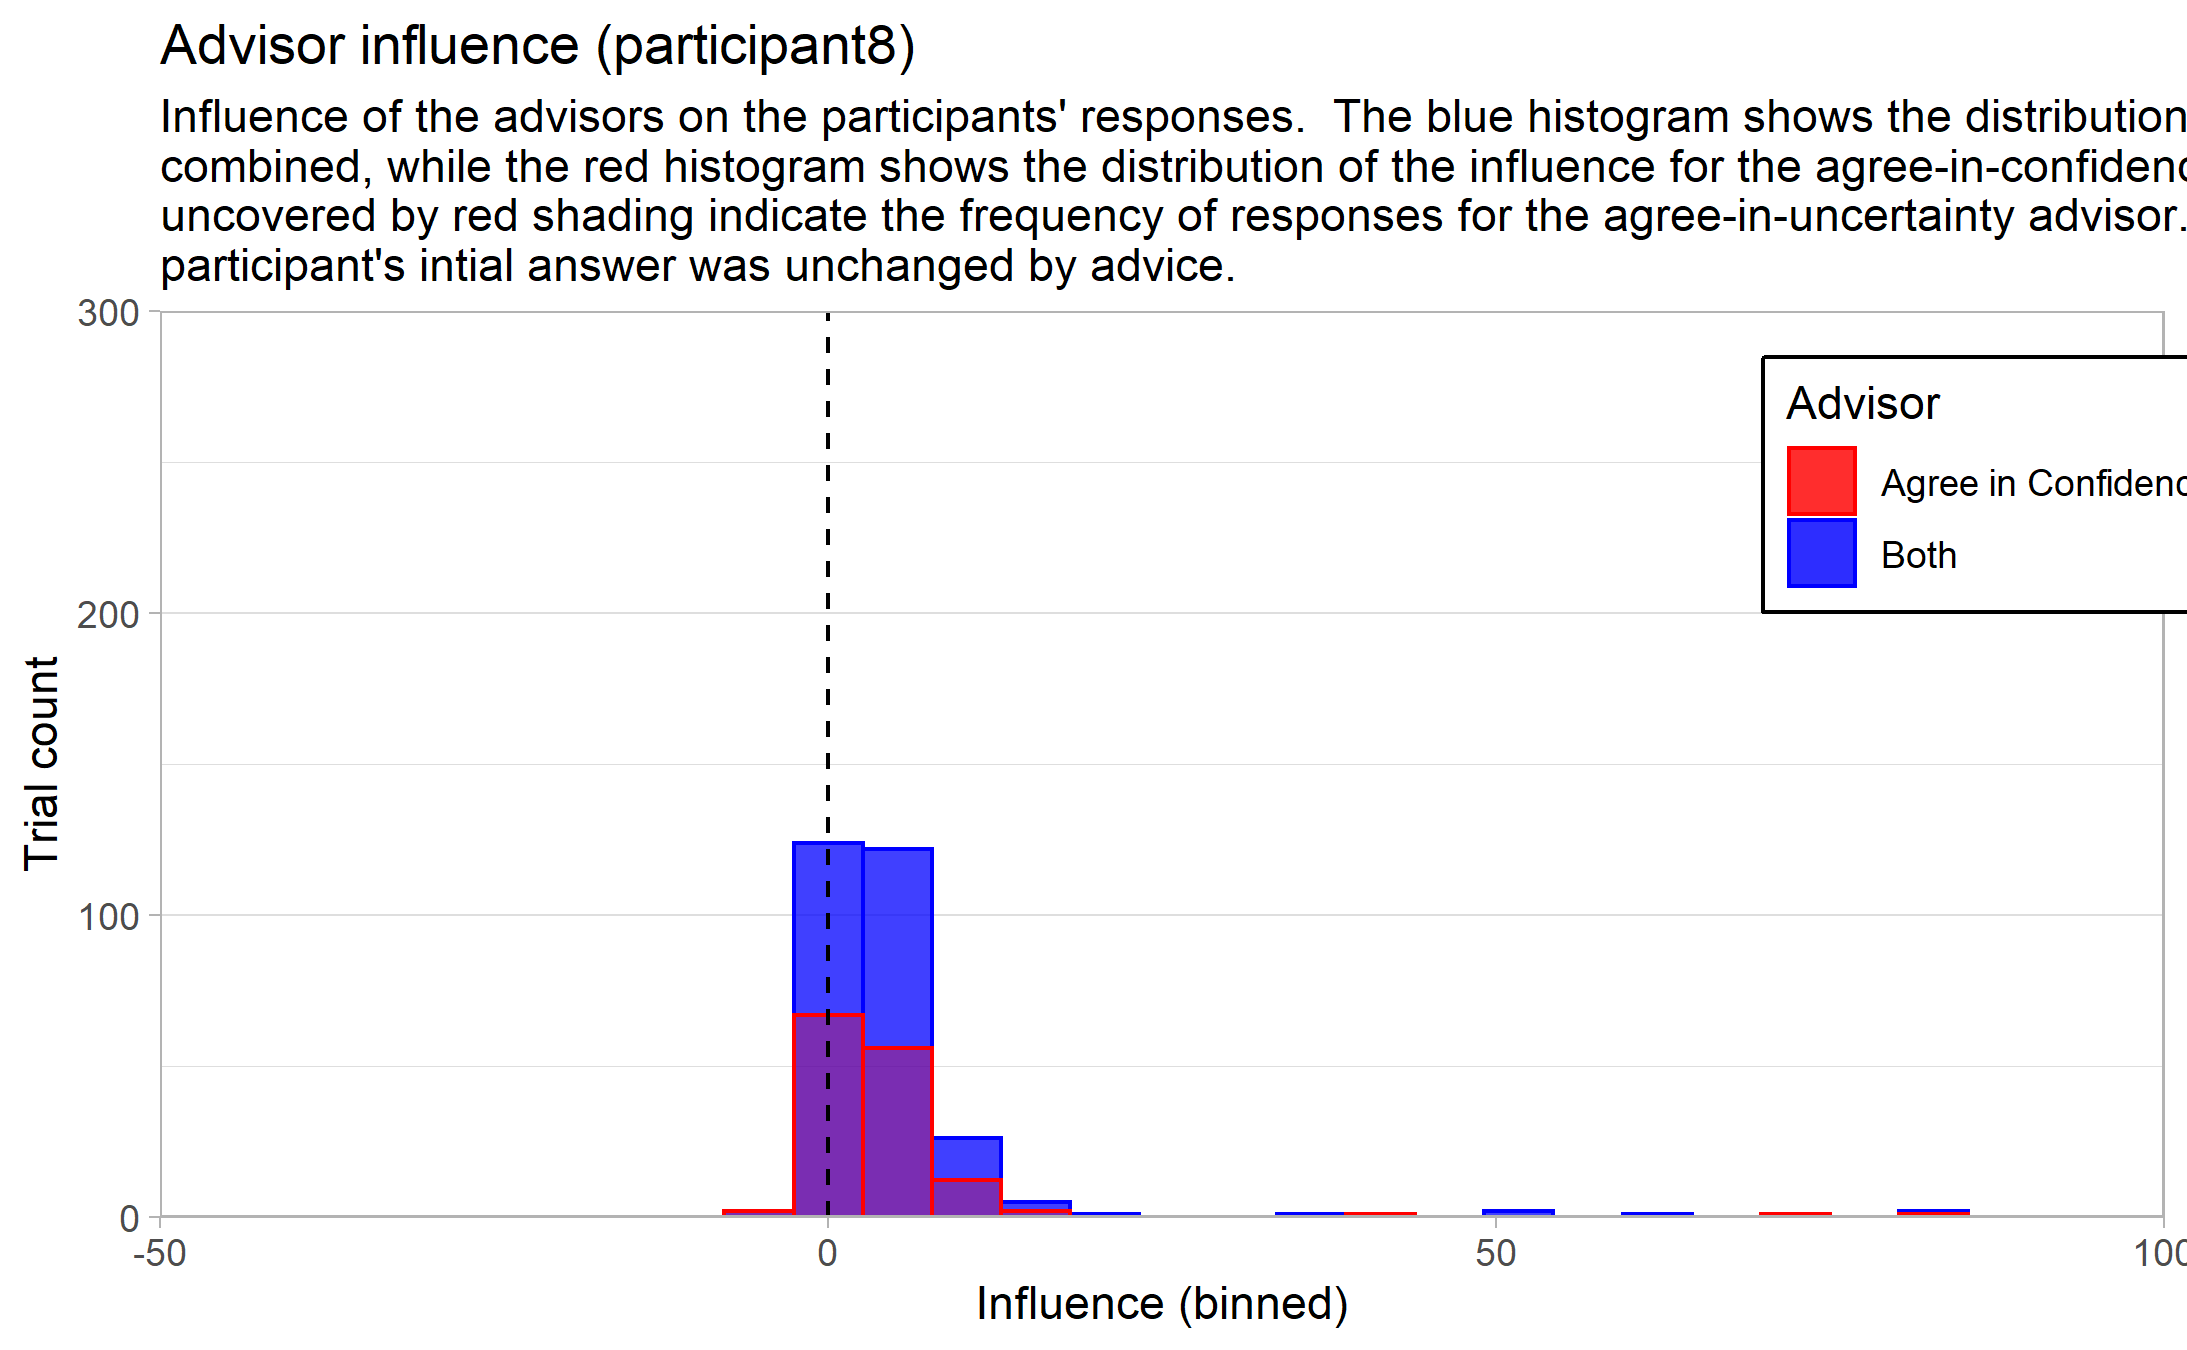 Advisor influence (participant8)
Influence of the advisors on the participants' responses.  The blue histogram shows the distribution
combined, while the red histogram shows the distribution of the influence for the agree-in-confidenc
uncovered by red shading indicate the frequency of responses for the agree-in-uncertainty advisor.
participant's intial answer was unchanged by advice.
300
200
100
0
Trial count
Advisor
Agree in Confidenc
Both
-50
0
50
100
Influence (binned)